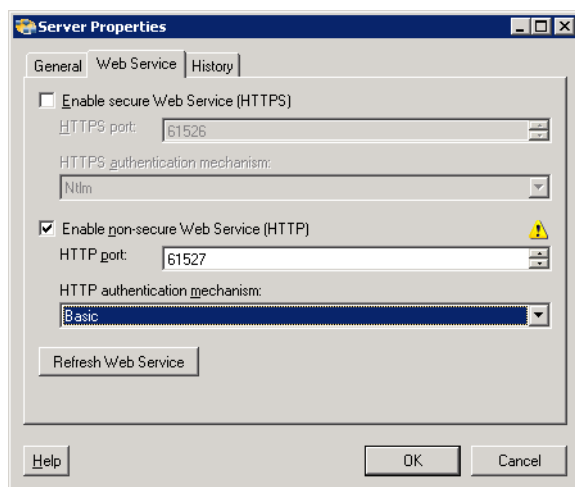 Server Properties
General Web Service History
Enable secure Web Service (HTTPS)
HTTPS port: 61526
HTTPS authentication mechanism:
Ntlm
Enable non-secure Web Service (HTTP)
HTTP port: 61527
HTTP authentication mechanism:
Basic
Refresh Web Service
Help OK Cancel